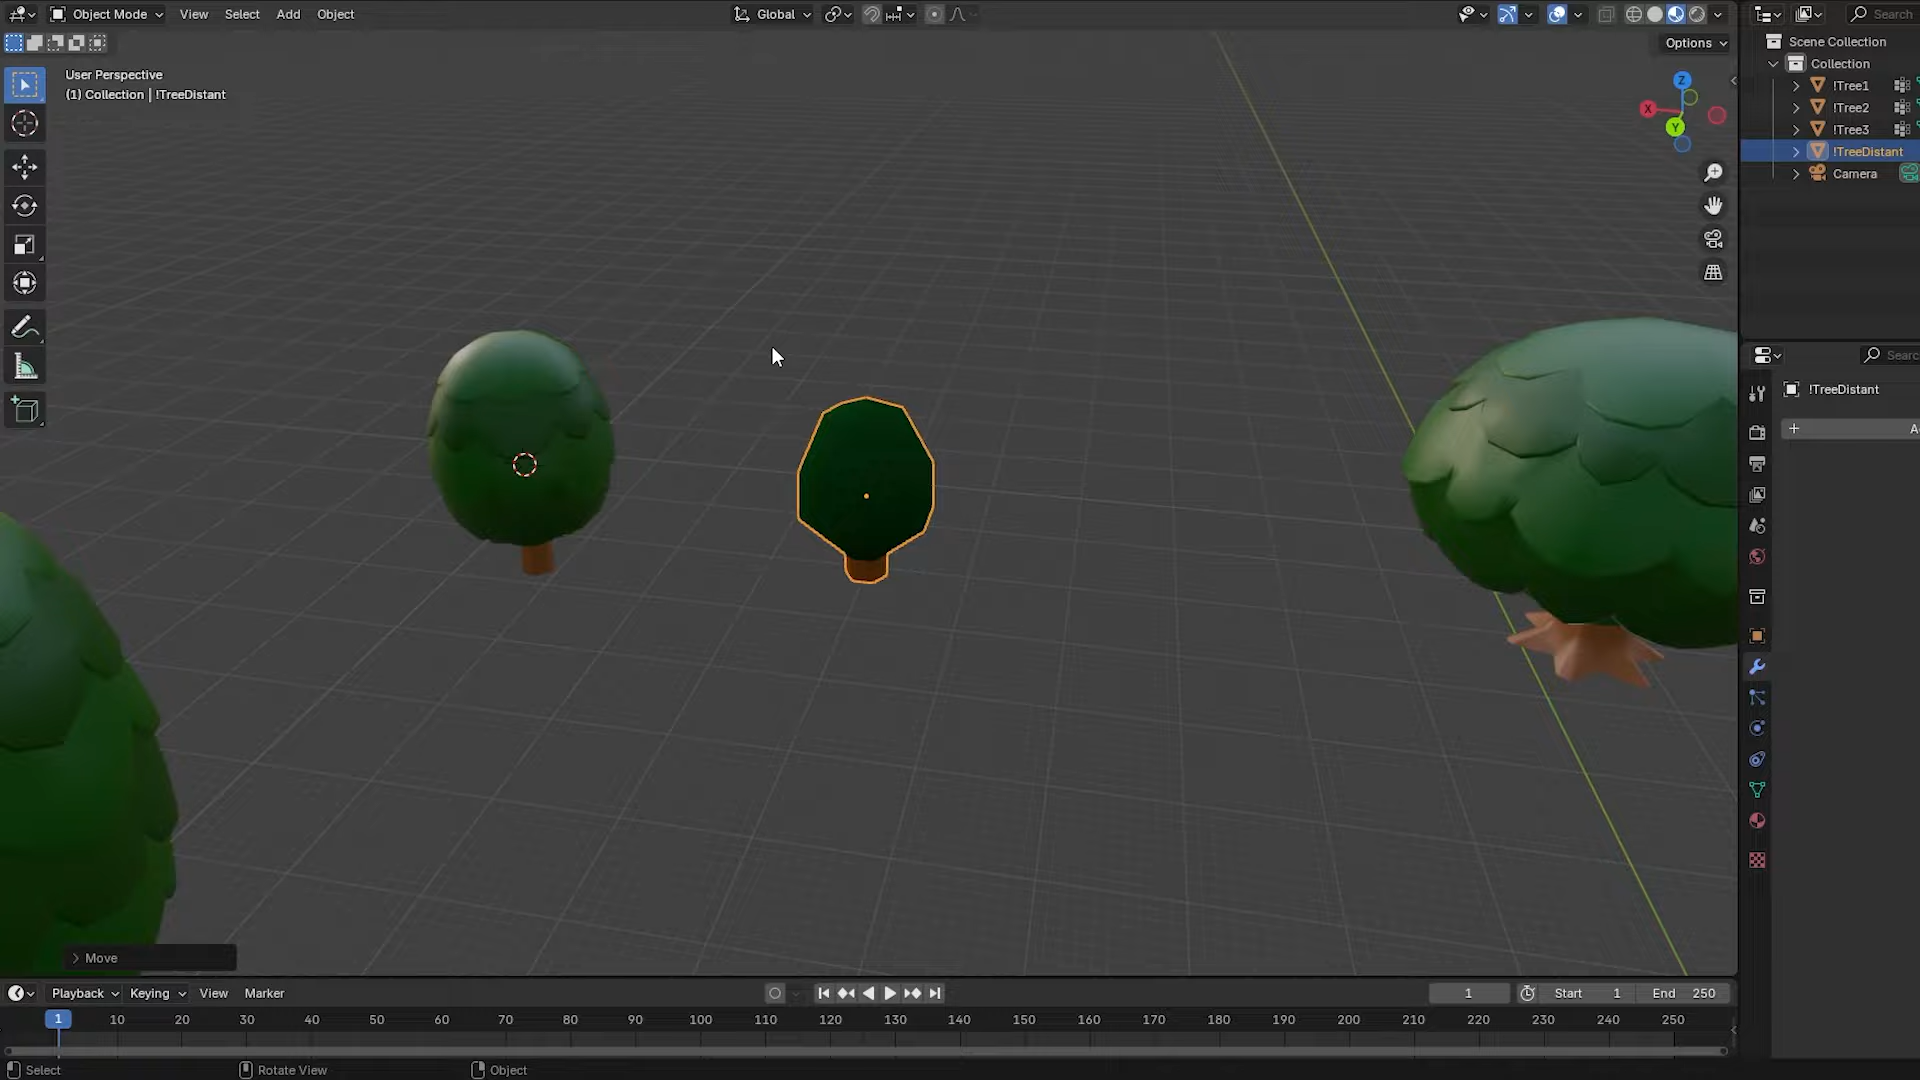 Object Mode View Select Add Object Global Search
Options Scene Collection
User Perspective Collection
(1) Collection | !TreeDistant !Tree1
!Tree2
!Tree3
!TreeDistant
Camera
Z
X
Y
!TreeDistant
Move
Playback Keying View Marker 1 Start 1 End 250
1 10 20 30 40 50 60 70 80 90 100 110 120 130 140 150 160 170 180 190 200 210 220 230 240 250
Select Rotate View Object